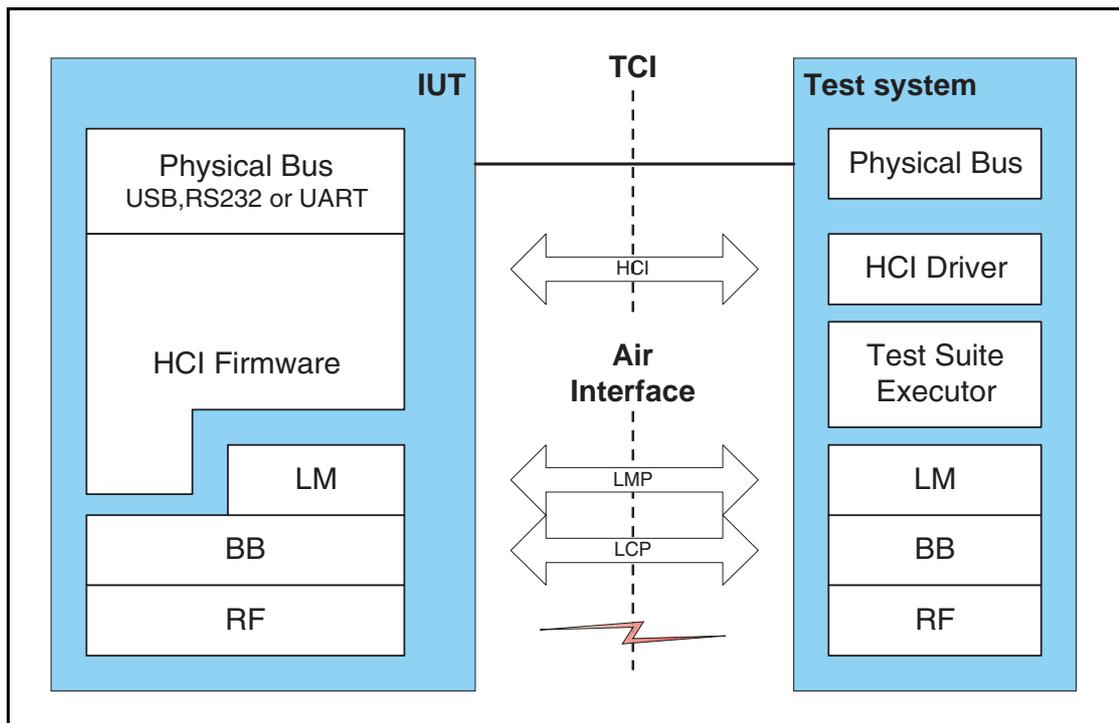 IUT
Physical Bus
USB,RS232 or UART
HCI Firmware
LM
BB
RF
TCI
HCI
Air
Interface
LMP
LCP
Test system
Physical Bus
HCI Driver
Test Suite
Executor
LM
BB
RF